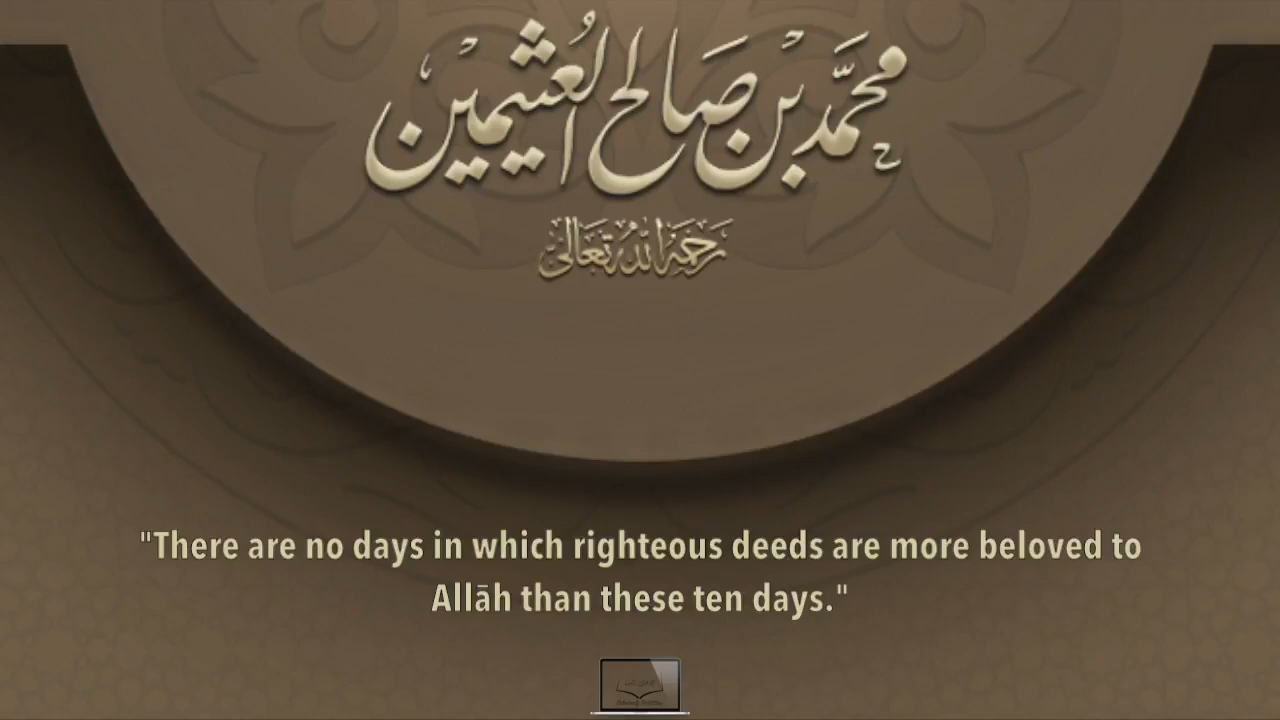 محمد بن صالح العثيمين
رحمه الله تعالى
"There are no days in which righteous deeds are more beloved to
Allāh than these ten days."